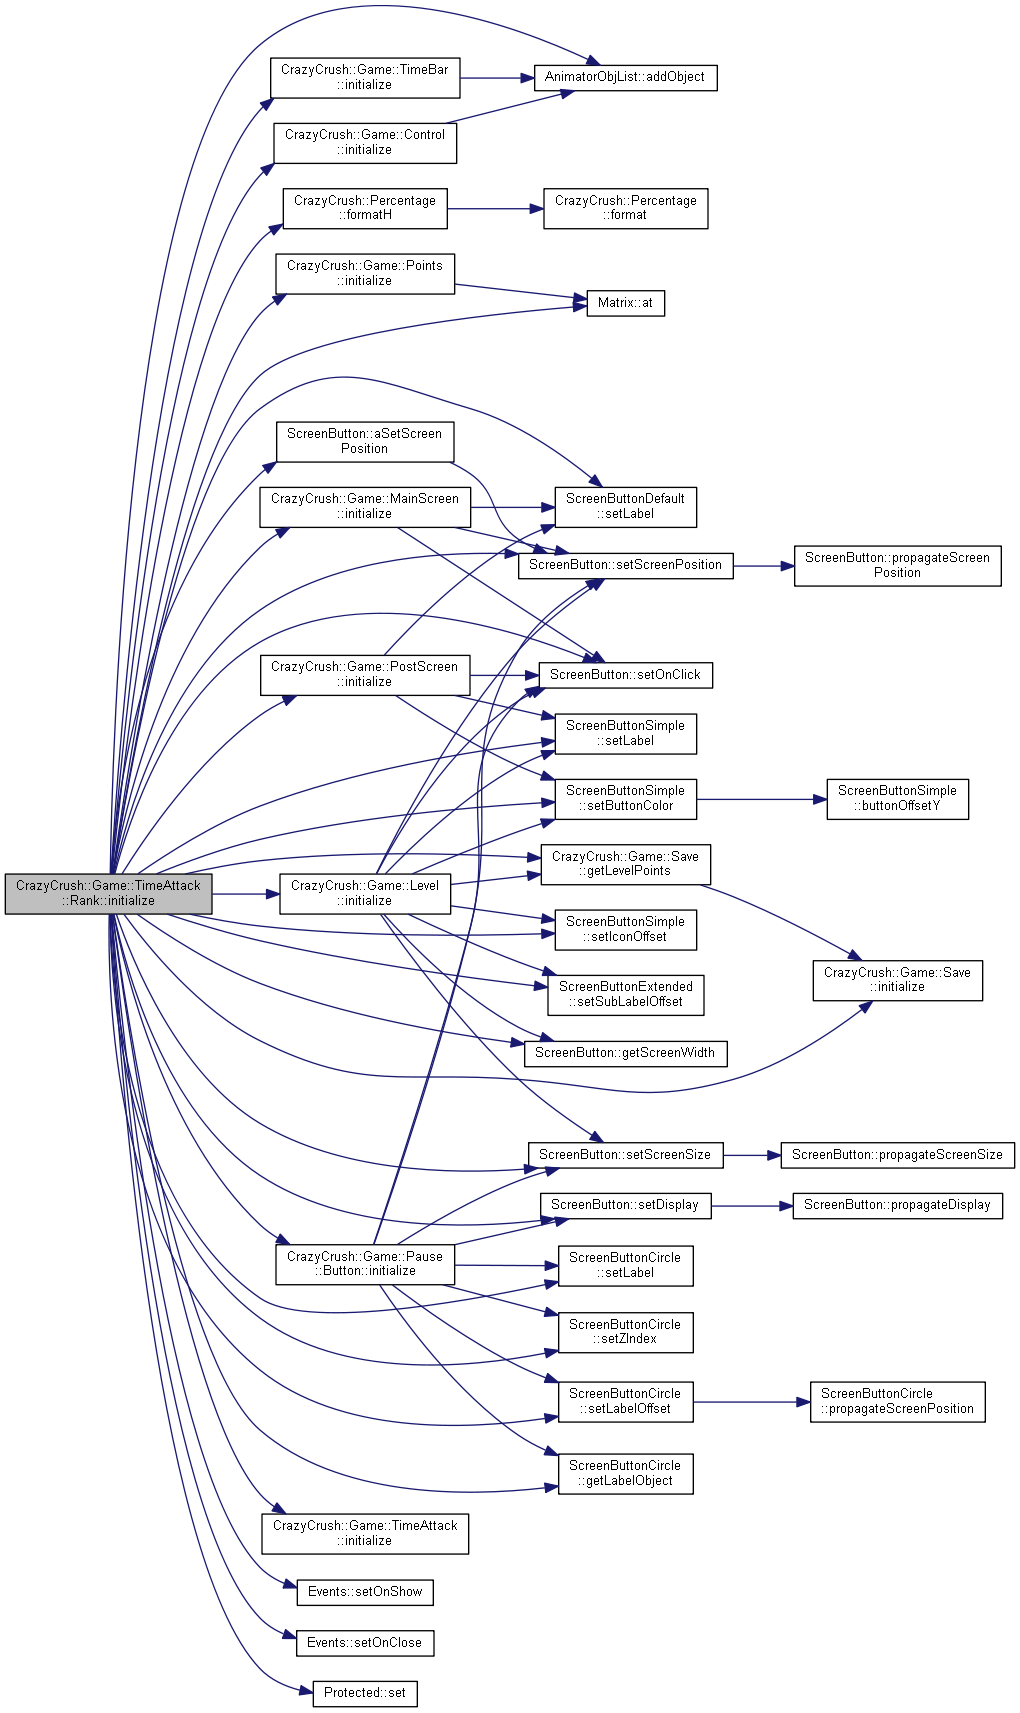 CrazyCrush::Game::TimeBar
::initialize
AnimatorObjList::addObject
CrazyCrush::Game::Control
::initialize
CrazyCrush::Percentage
::formatH
CrazyCrush::Percentage
::format
CrazyCrush::Game::Points
::initialize
Matrix::at
ScreenButton::aSetScreen
Position
CrazyCrush::Game::MainScreen
::initialize
ScreenButtonDefault
::setLabel
ScreenButton::setScreenPosition
ScreenButton::propagateScreen
Position
CrazyCrush::Game::PostScreen
::initialize
ScreenButton::setOnClick
ScreenButtonSimple
::setLabel
ScreenButtonSimple
::setButtonColor
ScreenButtonSimple
::buttonOffsetY
CrazyCrush::Game::TimeAttack
::Rank::initialize
CrazyCrush::Game::Level
::initialize
CrazyCrush::Game::Save
::getLevelPoints
ScreenButtonSimple
::setIconOffset
CrazyCrush::Game::Save
::initialize
ScreenButtonExtended
::setSubLabelOffset
ScreenButton::getScreenWidth
ScreenButton::setScreenSize
ScreenButton::propagateScreenSize
ScreenButton::setDisplay
ScreenButton::propagateDisplay
CrazyCrush::Game::Pause
::Button::initialize
ScreenButtonCircle
::setLabel
ScreenButtonCircle
::setZIndex
ScreenButtonCircle
::setLabelOffset
ScreenButtonCircle
::propagateScreenPosition
ScreenButtonCircle
::getLabelObject
CrazyCrush::Game::TimeAttack
::initialize
Events::setOnShow
Events::setOnClose
Protected::set